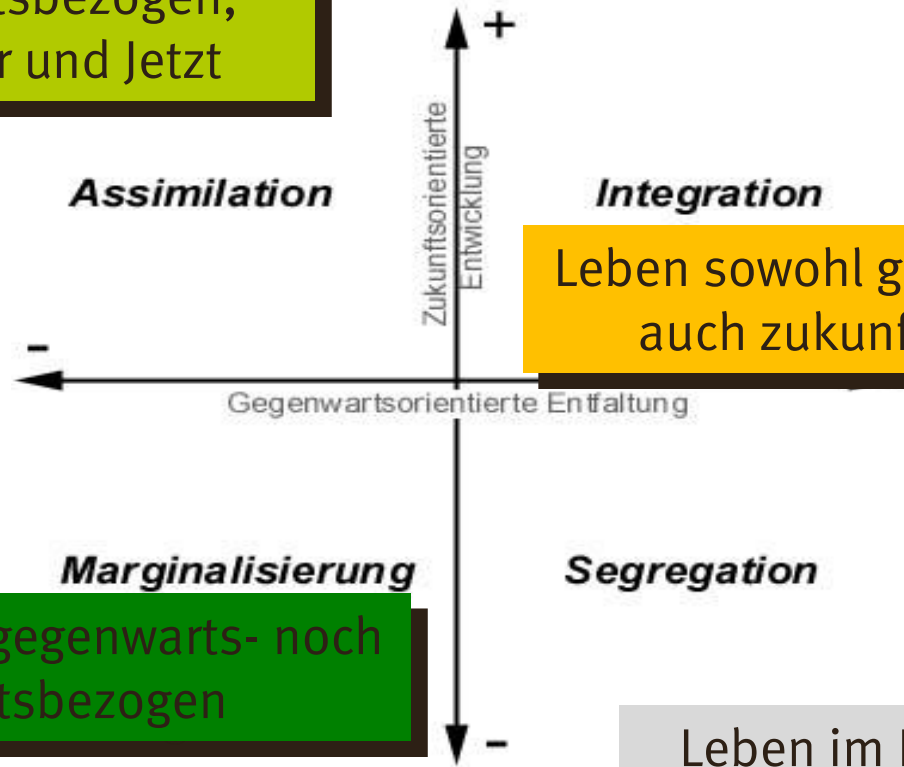 tsbezogen,
r und Jetzt
+
Zukunftsorientierte
Entwicklung
Assimilation
Integration
Leben sowohl g
auch zukunf
-
Gegenwartsorientierte Entfaltung
Marginalisierung
Segregation
gegenwarts- noch
tsbezogen
-
Leben im